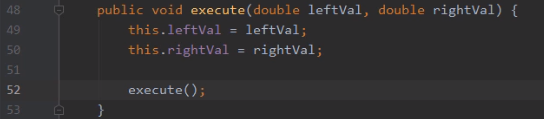 48 public void execute(double leftVal, double rightVal) {
49 this.leftVal = leftVal;
50 this.rightVal = rightVal;
51
52 execute();
53 }